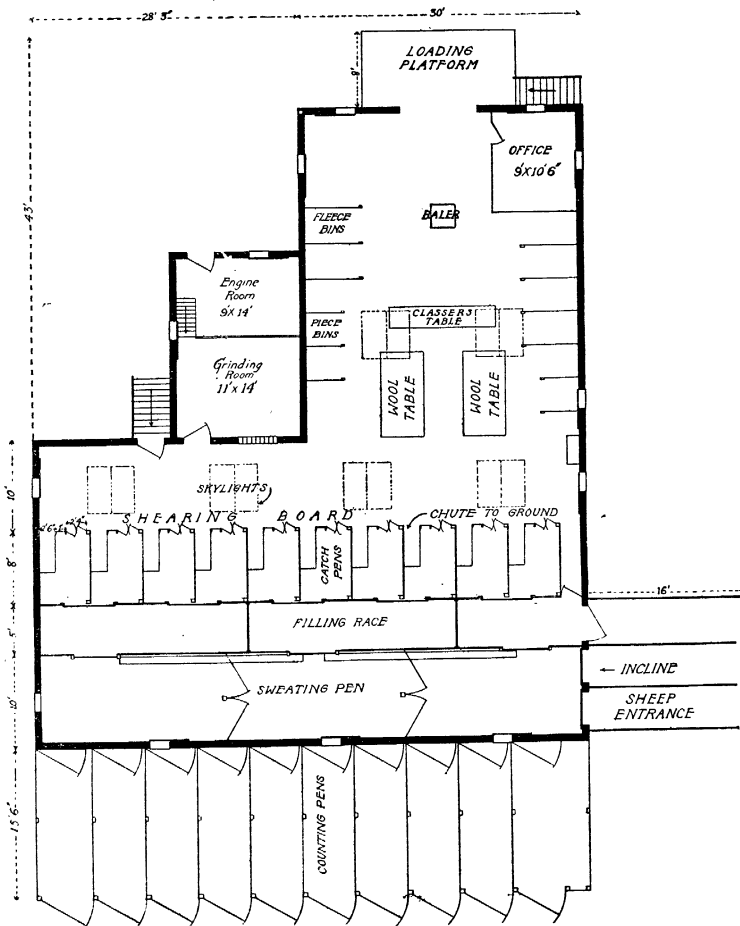 28' 3"
30'
LOADING
PLATFORM
9'
OFFICE
9'X10'6"
43'
FLEECE
BINS
BALER
Engine
Room
9'X 14'
PIECE
BINS
CLASSERS
TABLE
Grinding
Room
11' x 14'
WOOL
TABLE
WOOL
TABLE
10'
SKYLIGHTS
SHEARING BOARD
CHUTE TO GROUND
8'
CATCH
PENS
16'
5'
FILLING RACE
INCLINE
10'
SWEATING PEN
SHEEP
ENTRANCE
15'6"
COUNTING PENS